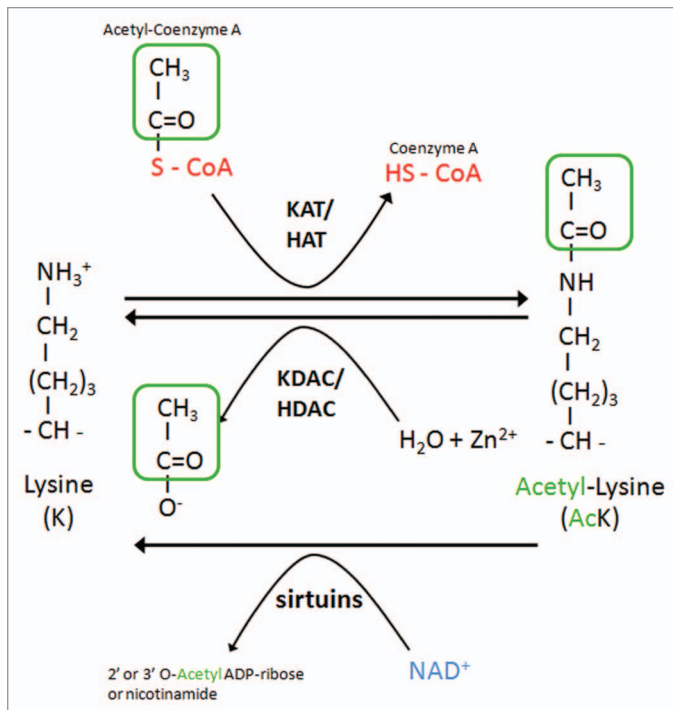 Acetyl-Coenzyme A
CH₃
C=O
S - CoA
Coenzyme A
HS - CoA
KAT/
HAT
CH₃
C=O
NH
CH₂
(CH₂)₃
- CH -
Acetyl-Lysine
(AcK)
NH₃⁺
CH₂
(CH₂)₃
- CH -
Lysine
(K)
KDAC/
HDAC
CH₃
C=O
O⁻
H₂O + Zn²⁺
sirtuins
2' or 3' O-Acetyl ADP-ribose
or nicotinamide
NAD⁺